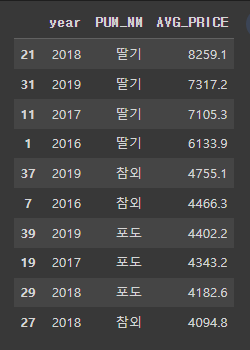 year PUM_NM AVG_PRICE
21 2018 딸기 8259.1
31 2019 딸기 7317.2
11 2017 딸기 7105.3
1 2016 딸기 6133.9
37 2019 참외 4755.1
7 2016 참외 4466.3
39 2019 포도 4402.2
19 2017 포도 4343.2
29 2018 포도 4182.6
27 2018 참외 4094.8